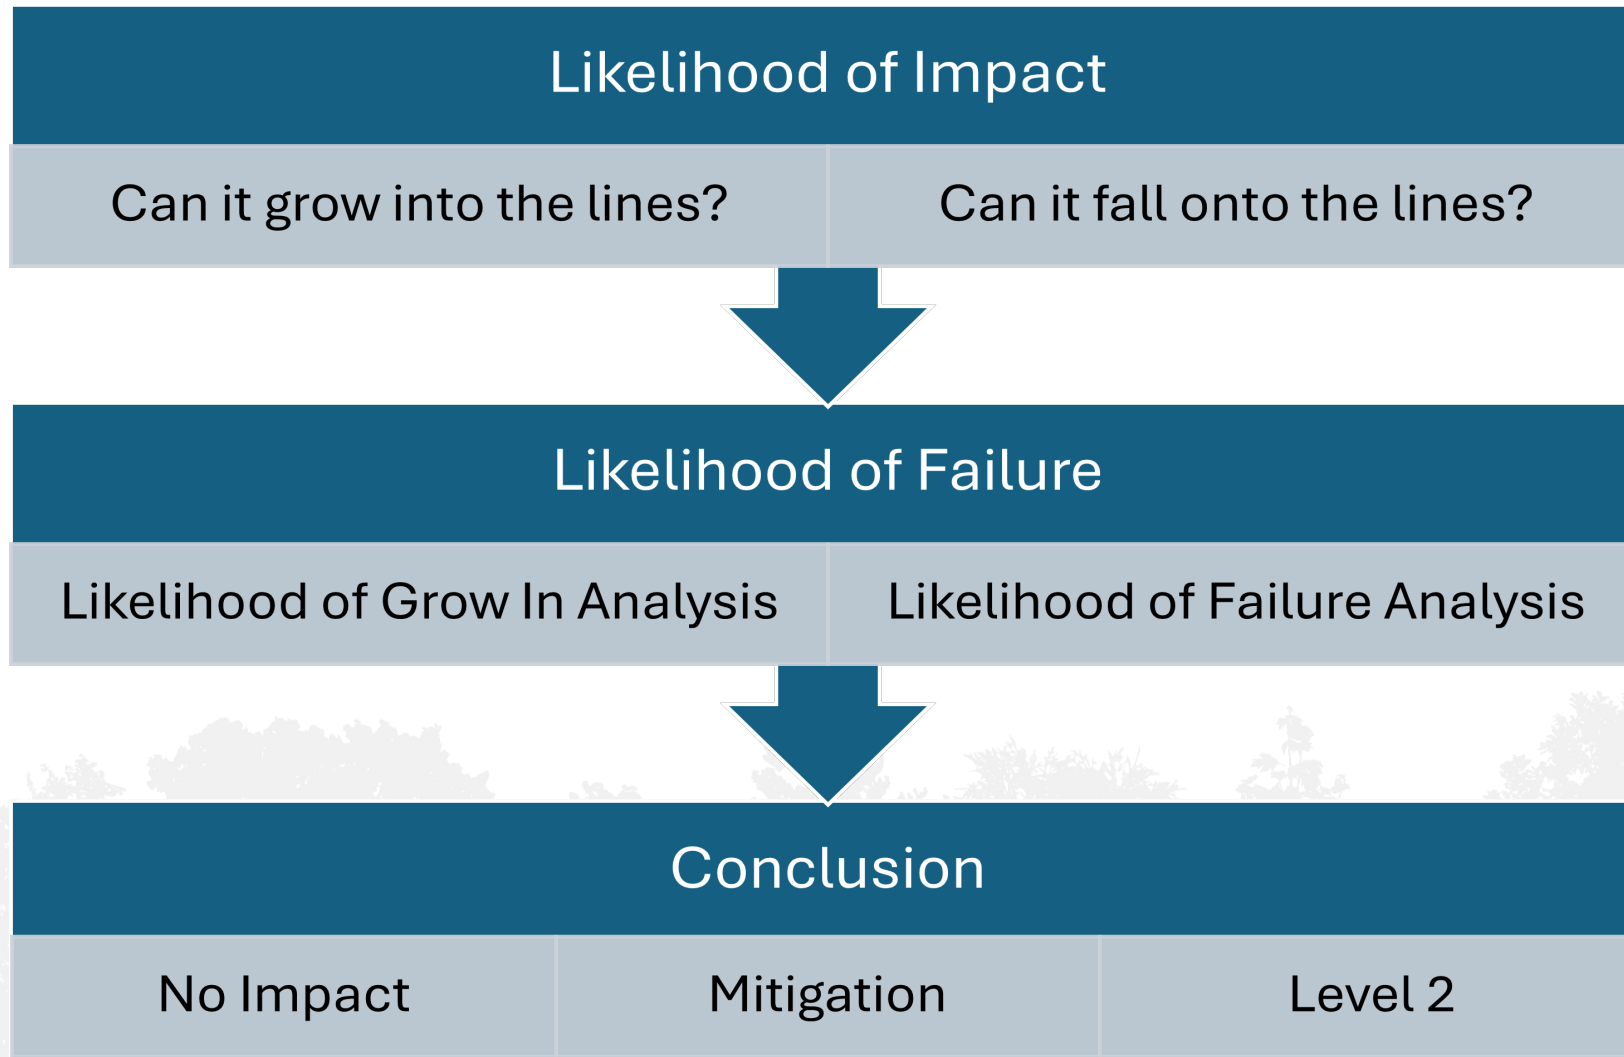 Likelihood of Impact
Can it grow into the lines?
Can it fall onto the lines?
Likelihood of Failure
Likelihood of Grow In Analysis
Likelihood of Failure Analysis
Conclusion
No Impact
Mitigation
Level 2